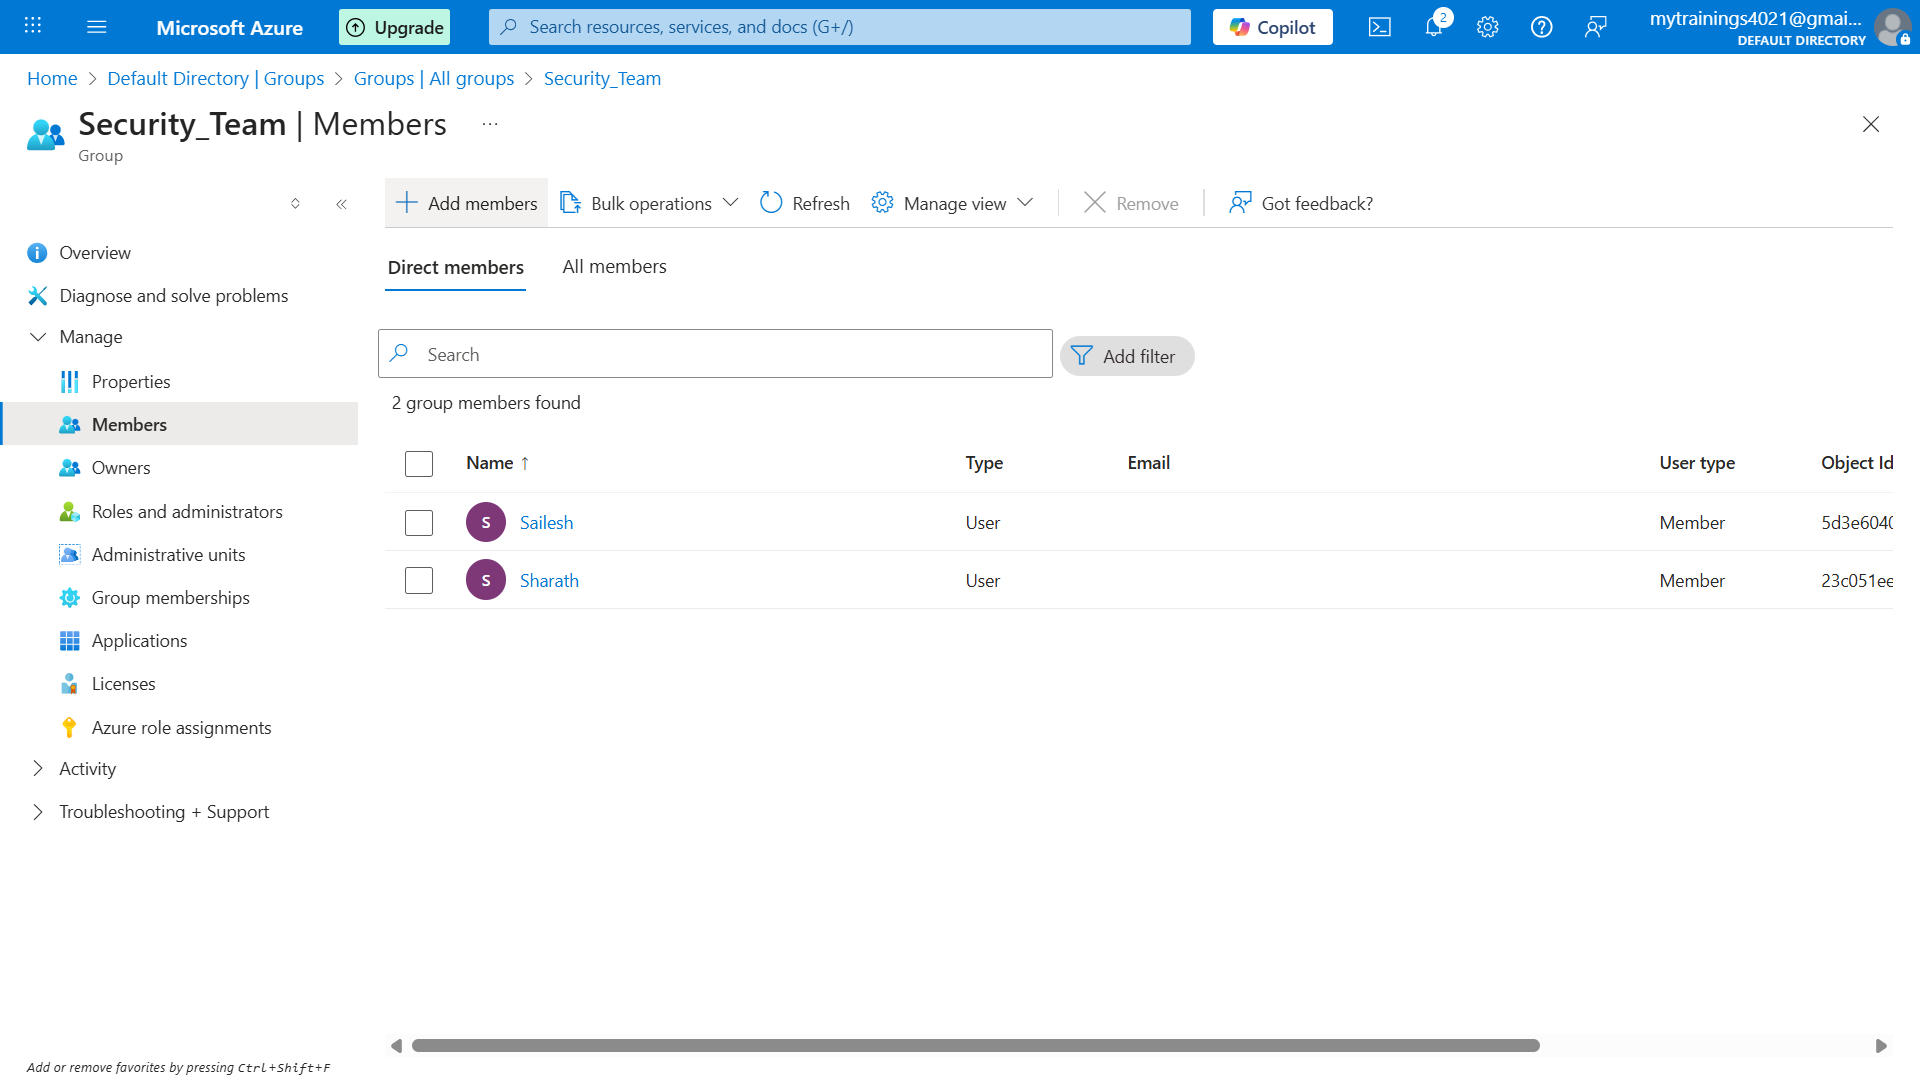 Microsoft Azure
Upgrade
Search resources, services, and docs (G+/)
Copilot
2
mytrainings4021@gmai...
DEFAULT DIRECTORY
Home > Default Directory | Groups > Groups | All groups > Security_Team
Security_Team | Members ...
Group
Add members
Bulk operations
Refresh
Manage view
Remove
Got feedback?
Overview
Diagnose and solve problems
Manage
Properties
Members
Owners
Roles and administrators
Administrative units
Group memberships
Applications
Licenses
Azure role assignments
Activity
Troubleshooting + Support
Add or remove favorites by pressing Ctrl+Shift+F
Direct members
All members
Search
Add filter
2 group members found
Name ↑ Type Email User type Object Id
S Sailesh User Member 5d3e6040
S Sharath User Member 23c051ee